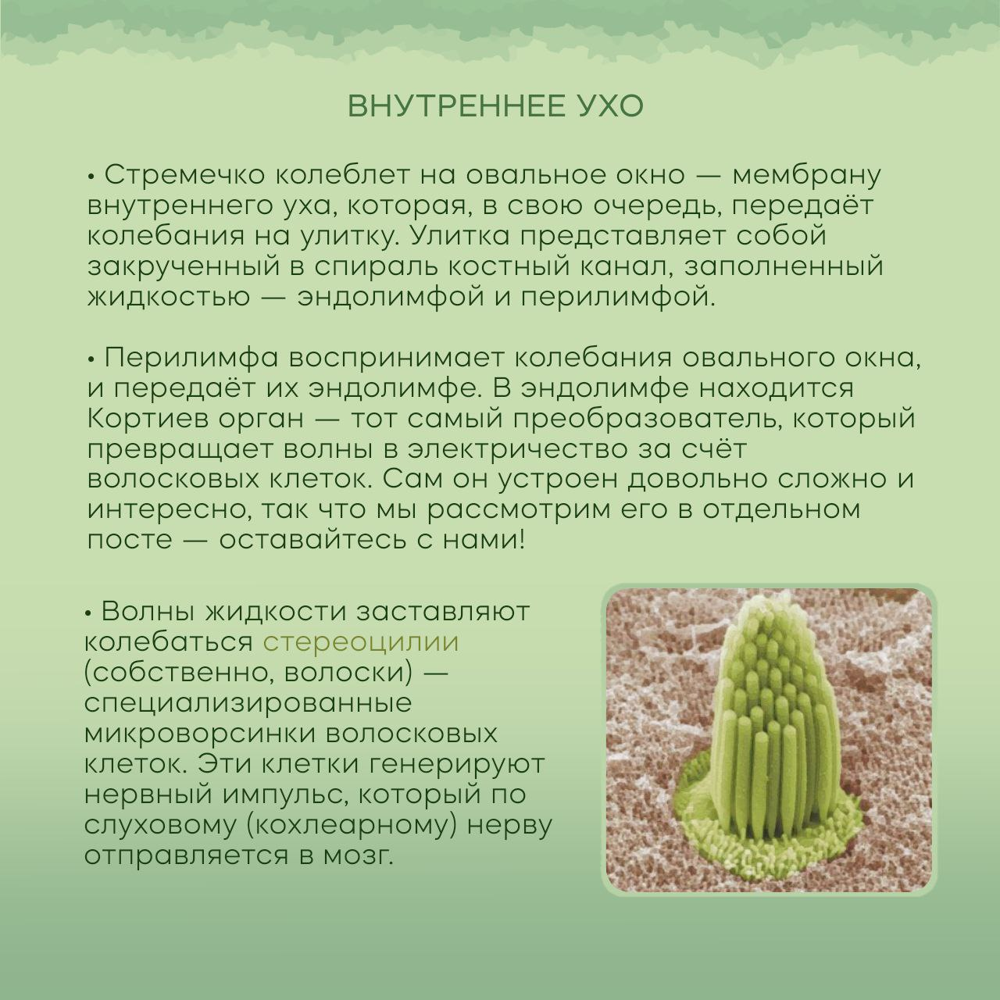 ВНУТРЕННЕЕ УХО
• Стремечко колеблет на овальное окно — мембрану
внутреннего уха, которая, в свою очередь, передаёт
колебания на улитку. Улитка представляет собой
закрученный в спираль костный канал, заполненный
жидкостью — эндолимфой и перилимфой.
• Перилимфа воспринимает колебания овального окна,
и передаёт их эндолимфе. В эндолимфе находится
Кортиев орган — тот самый преобразователь, который
превращает волны в электричество за счёт
волосковых клеток. Сам он устроен довольно сложно и
интересно, так что мы рассмотрим его в отдельном
посте — оставайтесь с нами!
• Волны жидкости заставляют
колебаться стереоцилии
(собственно, волоски) —
специализированные
микроворсинки волосковых
клеток. Эти клетки генерируют
нервный импульс, который по
слуховому (кохлеарному) нерву
отправляется в мозг.